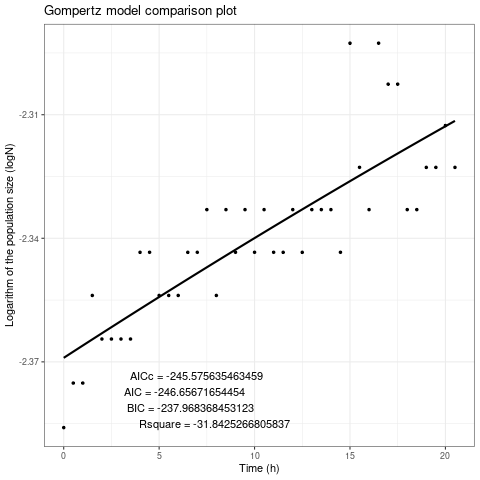 Gompertz model comparison plot
Logarithm of the population size (logN)
-2.31
-2.34
-2.37
AICc = -245.575635463459
AIC = -246.65671654454
BIC = -237.968368453123
Rsquare = -31.8425266805837
0 5 10 15 20
Time (h)